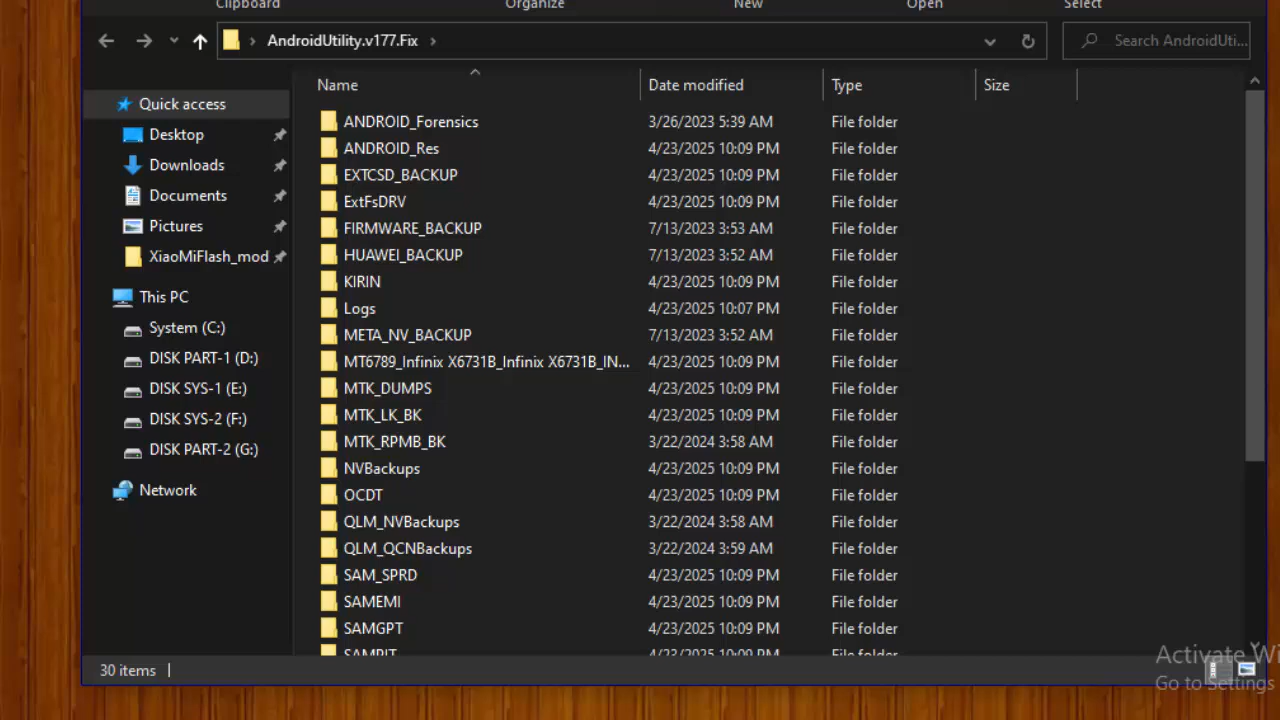 Clipboard Organize New Open Select
AndroidUtility.v177.Fix
Search AndroidUti...
Name Date modified Type Size
Quick access
Desktop
Downloads
Documents
Pictures
XiaoMiFlash_mod
This PC
System (C:)
DISK PART-1 (D:)
DISK SYS-1 (E:)
DISK SYS-2 (F:)
DISK PART-2 (G:)
Network
ANDROID_Forensics 3/26/2023 5:39 AM File folder
ANDROID_Res 4/23/2025 10:09 PM File folder
EXTCSD_BACKUP 4/23/2025 10:09 PM File folder
ExtFsDRV 4/23/2025 10:09 PM File folder
FIRMWARE_BACKUP 7/13/2023 3:53 AM File folder
HUAWEI_BACKUP 7/13/2023 3:52 AM File folder
KIRIN 4/23/2025 10:09 PM File folder
Logs 4/23/2025 10:07 PM File folder
META_NV_BACKUP 7/13/2023 3:52 AM File folder
MT6789_Infinix X6731B_Infinix X6731B_IN... 4/23/2025 10:09 PM File folder
MTK_DUMPS 4/23/2025 10:09 PM File folder
MTK_LK_BK 4/23/2025 10:09 PM File folder
MTK_RPMB_BK 3/22/2024 3:58 AM File folder
NVBackups 4/23/2025 10:09 PM File folder
OCDT 4/23/2025 10:09 PM File folder
QLM_NVBackups 3/22/2024 3:58 AM File folder
QLM_QCNBackups 3/22/2024 3:59 AM File folder
SAM_SPRD 4/23/2025 10:09 PM File folder
SAMEMI 4/23/2025 10:09 PM File folder
SAMGPT 4/23/2025 10:09 PM File folder
SAMPIT 4/23/2025 10:09 PM File folder
30 items
Activate Wi
Go to Settings